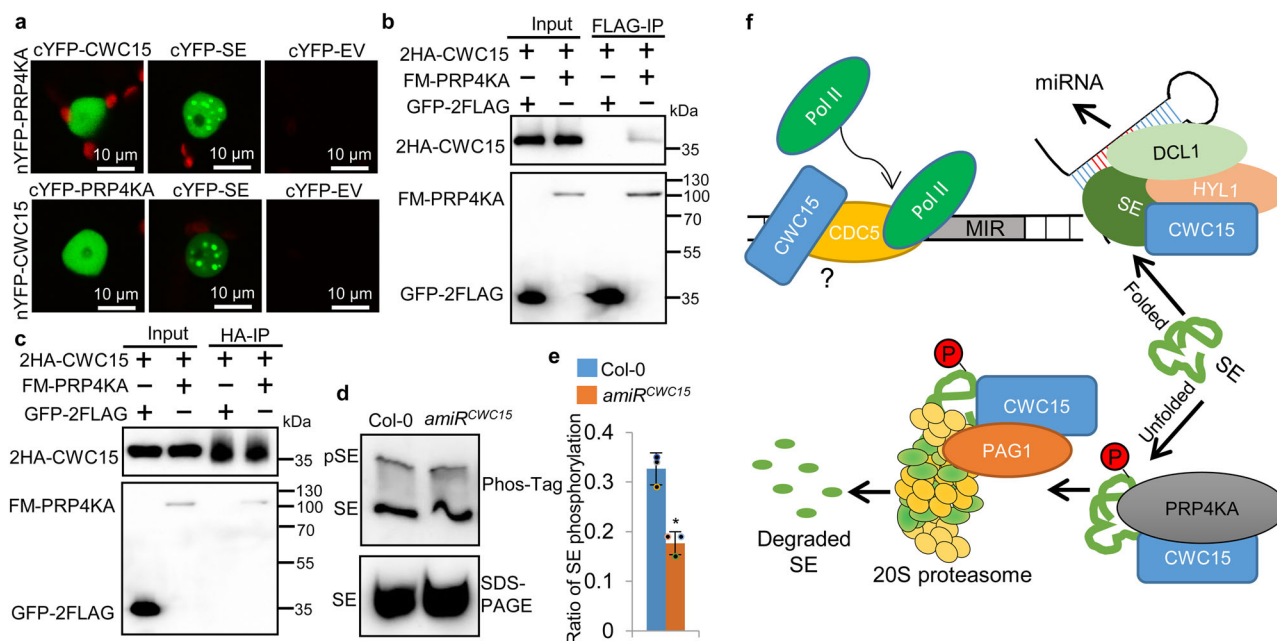 a
cYFP-CWC15 cYFP-SE cYFP-EV
nYFP-PRP4KA
10 µm 10 µm 10 µm
cYFP-PRP4KA cYFP-SE cYFP-EV
nYFP-CWC15
10 µm 10 µm 10 µm
b
Input FLAG-IP
2HA-CWC15 + + + +
FM-PRP4KA − + − +
GFP-2FLAG + − + −
kDa
2HA-CWC15
35
FM-PRP4KA
130
100
70
55
GFP-2FLAG
35
c
Input HA-IP
2HA-CWC15 + + + +
FM-PRP4KA − + − +
GFP-2FLAG + − + −
kDa
2HA-CWC15
35
FM-PRP4KA
130
100
70
55
GFP-2FLAG
35
d
Col-0 amiR^CWC15
pSE
Phos-Tag
SE
SE
SDS-
PAGE
e
Col-0
amiR^CWC15
Ratio of SE phosphorylation
0.4
0.3
0.2
0.1
0
*
f
Pol II
CWC15
CDC5
Pol II
MIR
?
miRNA
DCL1
HYL1
SE
CWC15
Folded
SE
Unfolded
P
PRP4KA
CWC15
P
CWC15
PAG1
20S proteasome
Degraded
SE